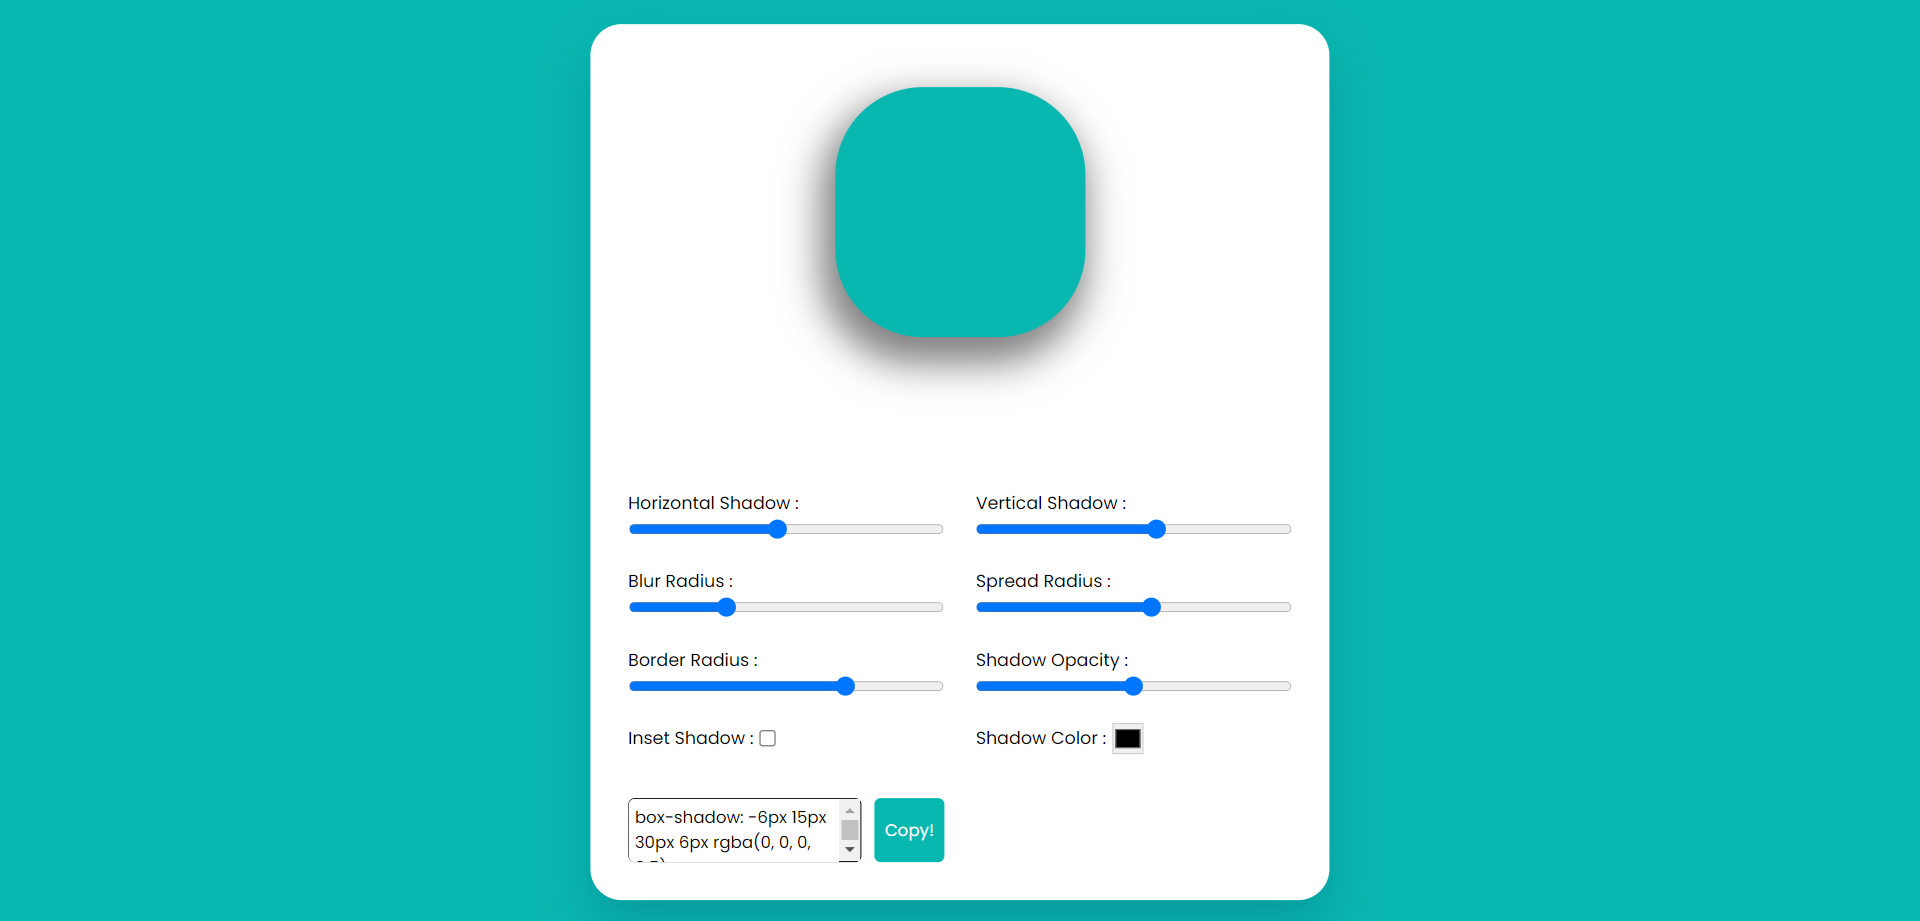 Horizontal Shadow :
Vertical Shadow :
Blur Radius :
Spread Radius :
Border Radius :
Shadow Opacity :
Inset Shadow :
Shadow Color :
box-shadow: -6px 15px
30px 6px rgba(0, 0, 0,
Copy!